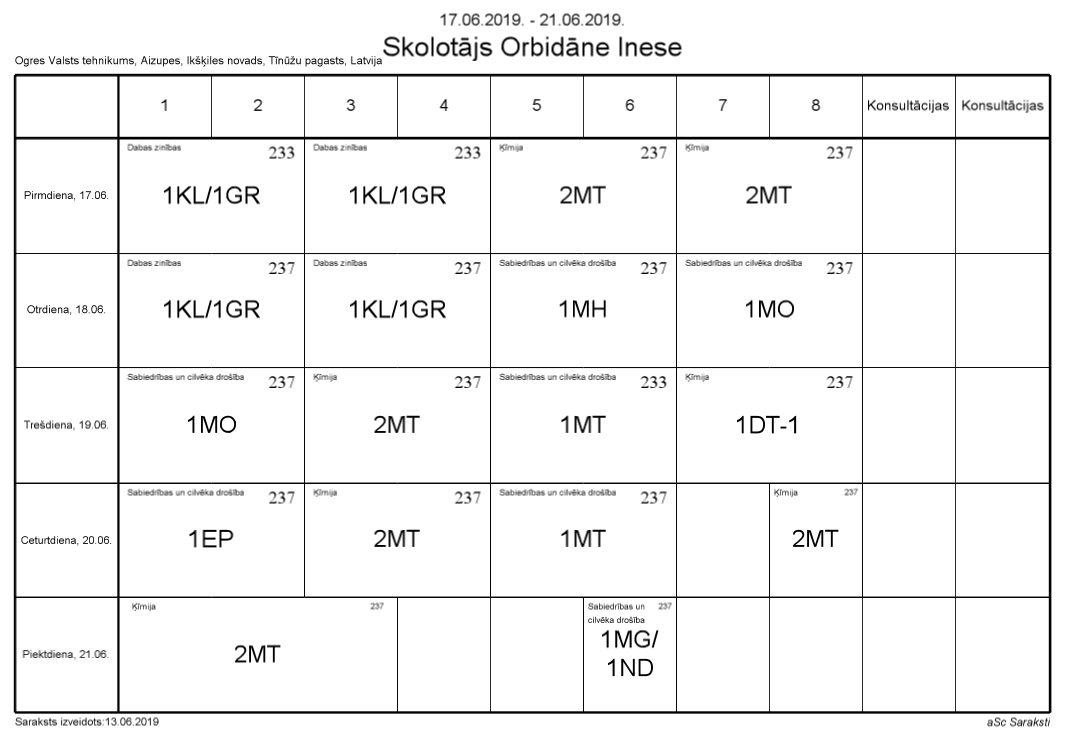 17.06.2019. - 21.06.2019.
Skolotājs Orbidāne Inese
Ogres Valsts tehnikums, Aizupes, Ikšķiles novads, Tīnūžu pagasts, Latvija
1 2 3 4 5 6 7 8 Konsultācijas Konsultācijas
Pirmdiena, 17.06.
Dabas zinības 233
1KL/1GR
Dabas zinības 233
1KL/1GR
Ķīmija 237
2MT
Ķīmija 237
2MT
Otrdiena, 18.06.
Dabas zinības 237
1KL/1GR
Dabas zinības 237
1KL/1GR
Sabiedrības un cilvēka drošība 237
1MH
Sabiedrības un cilvēka drošība 237
1MO
Trešdiena, 19.06.
Sabiedrības un cilvēka drošība 237
1MO
Ķīmija 237
2MT
Sabiedrības un cilvēka drošība 233
1MT
Ķīmija 237
1DT-1
Ceturtdiena, 20.06.
Sabiedrības un cilvēka drošība 237
1EP
Ķīmija 237
2MT
Sabiedrības un cilvēka drošība 237
1MT
Ķīmija 237
2MT
Piektdiena, 21.06.
Ķīmija 237
2MT
Sabiedrības un 237
cilvēka drošība
1MG/
1ND
Saraksts izveidots:13.06.2019
aSc Saraksti